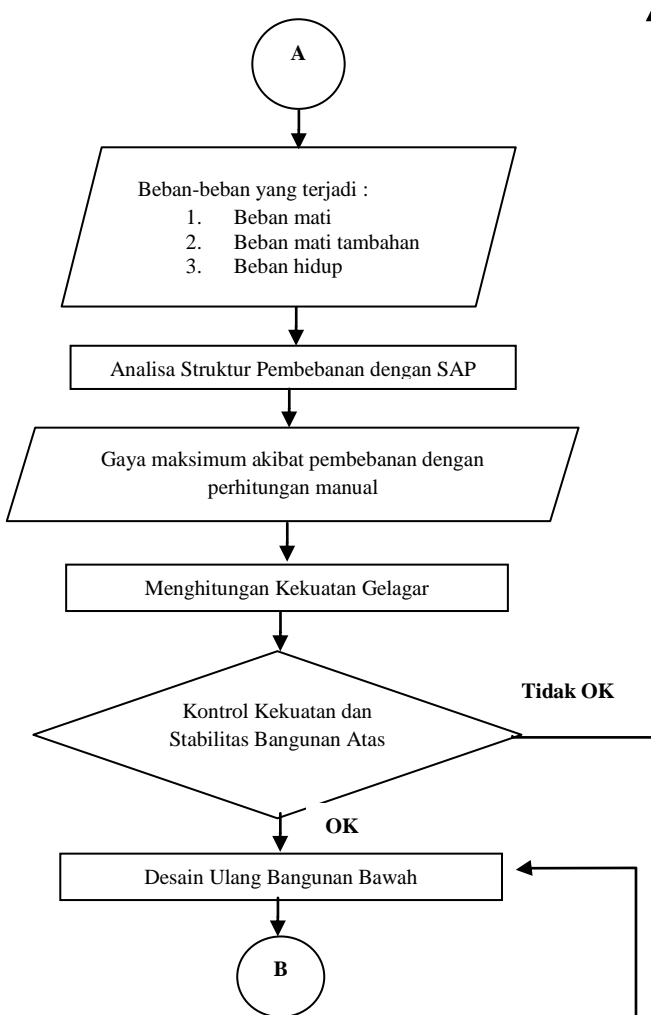 A
Beban-beban yang terjadi :
1. Beban mati
2. Beban mati tambahan
3. Beban hidup
Analisa Struktur Pembebanan dengan SAP
Gaya maksimum akibat pembebanan dengan
perhitungan manual
Menghitungan Kekuatan Gelagar
Kontrol Kekuatan dan
Stabilitas Bangunan Atas
Tidak OK
OK
Desain Ulang Bangunan Bawah
B